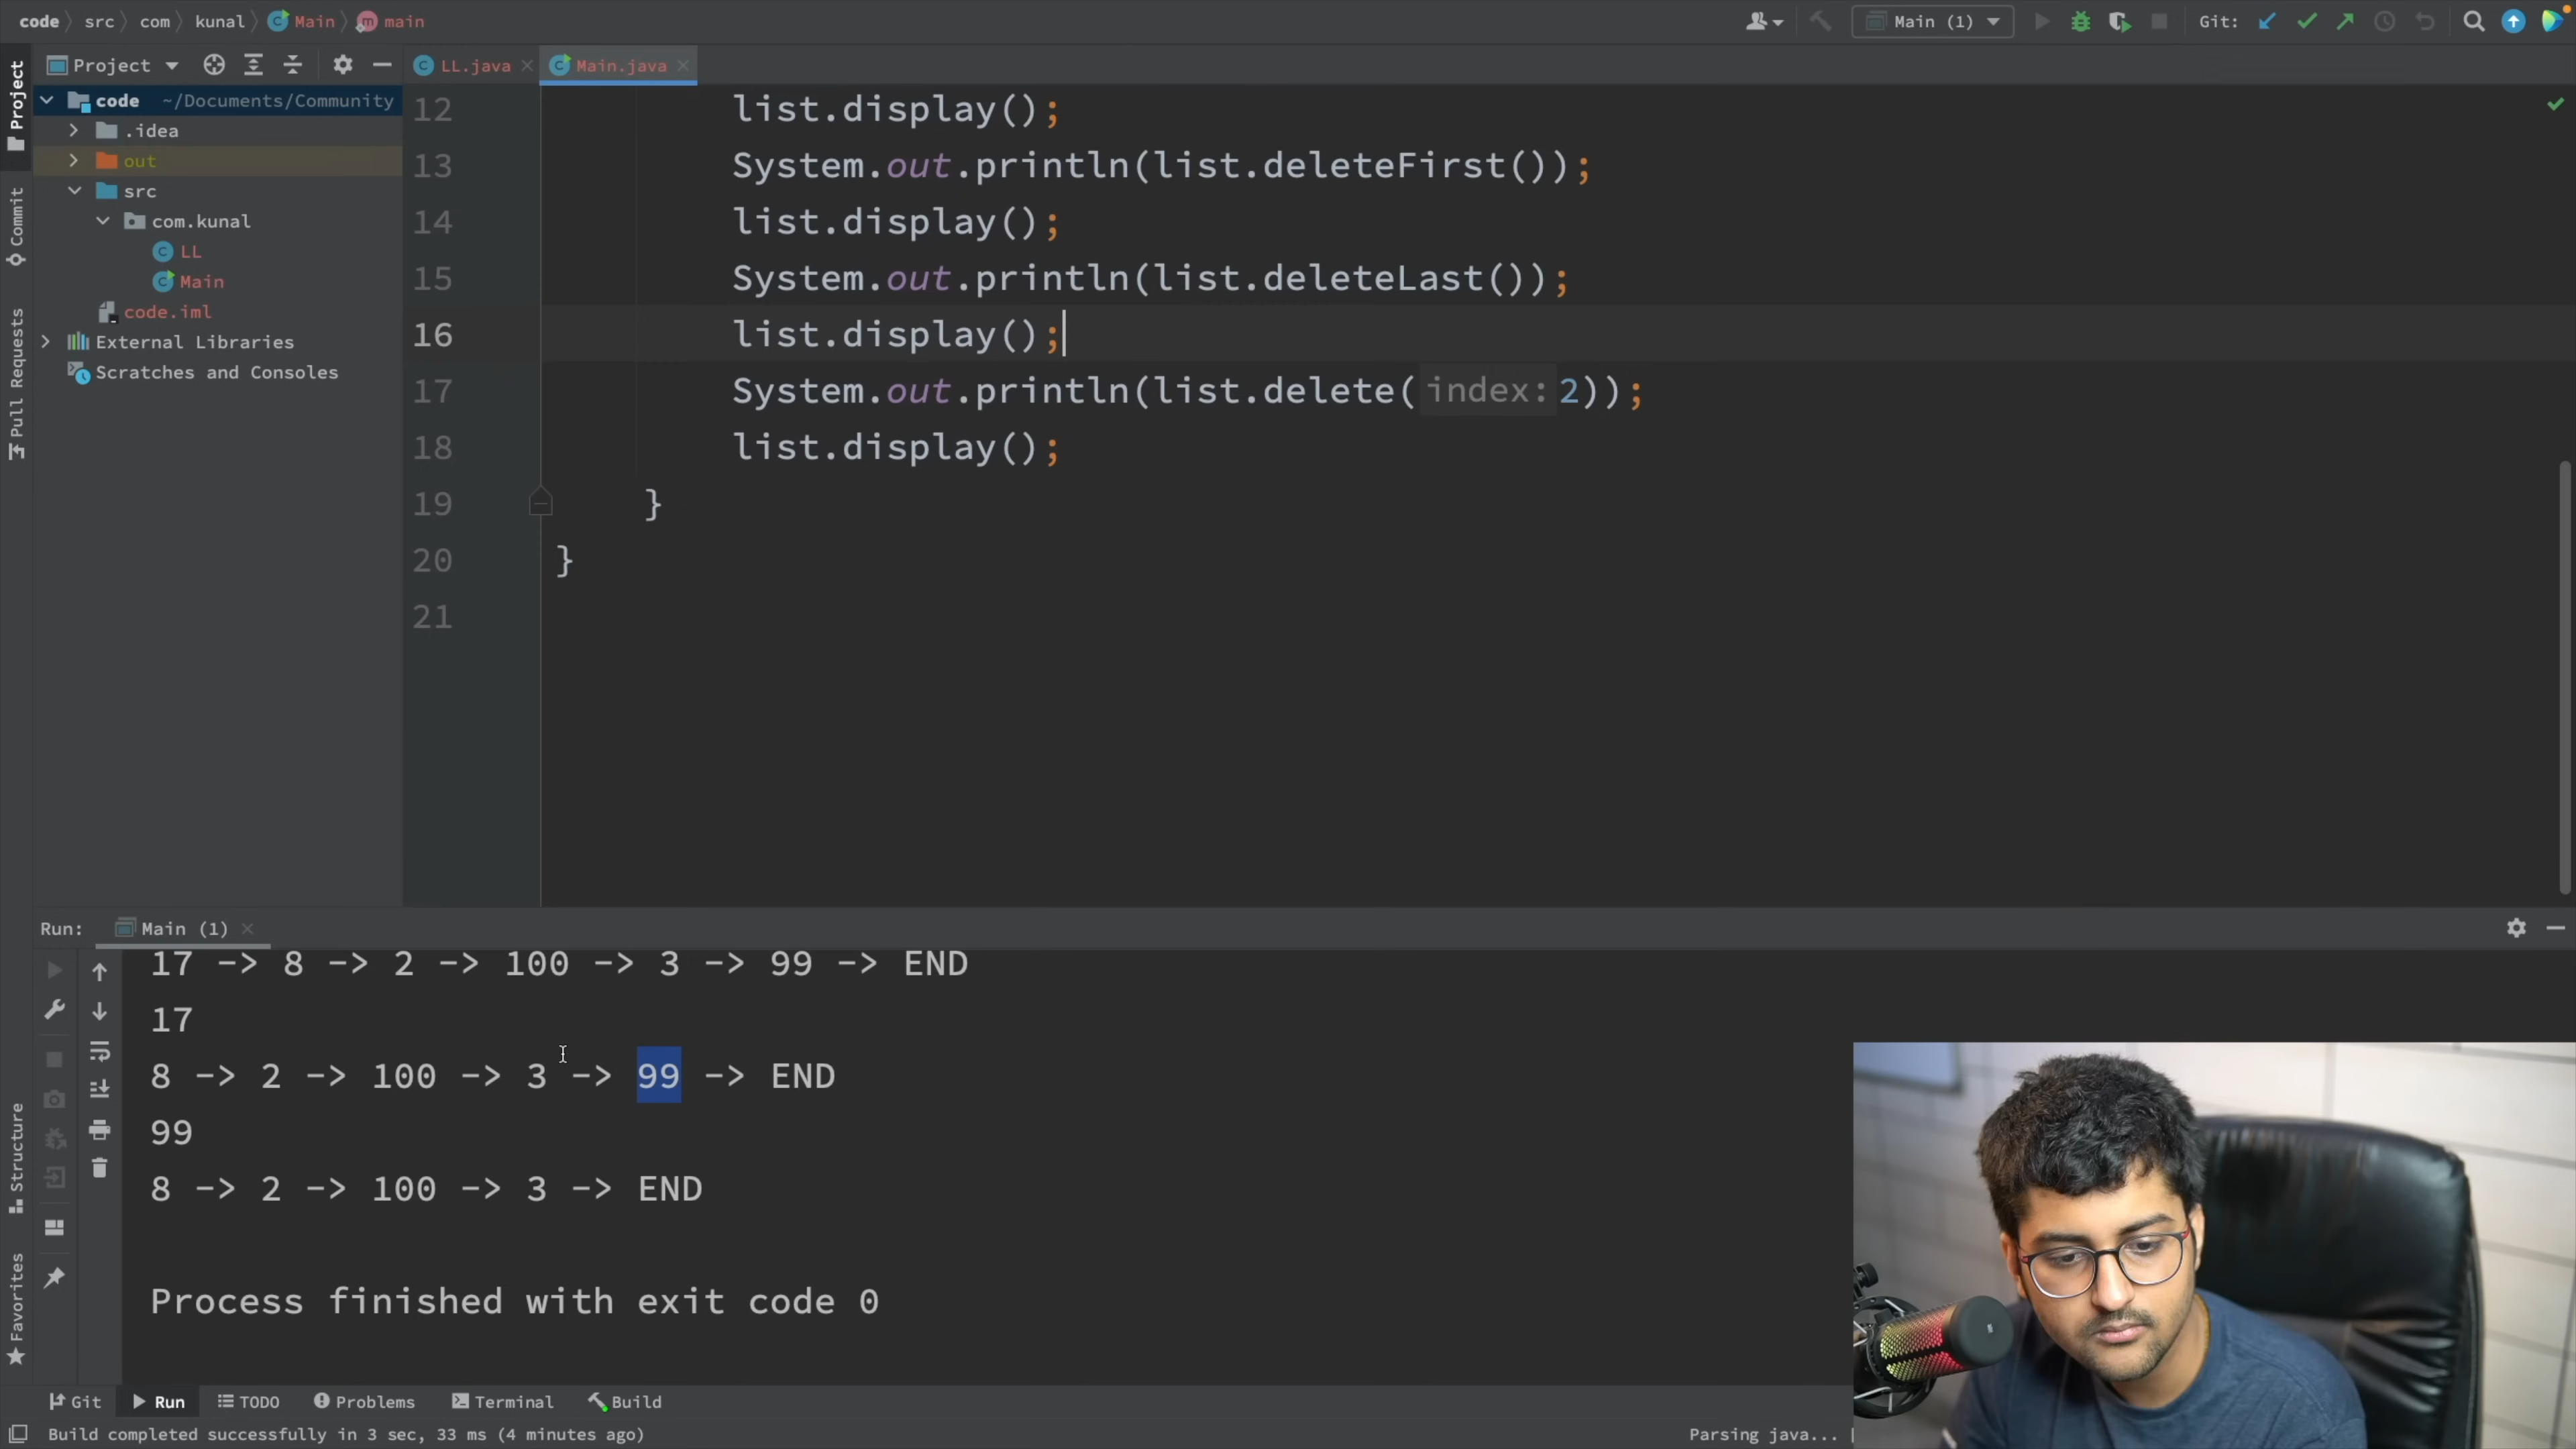 code src com kunal Main main
Main (1) Git:
Project
LL.java Main.java
code ~/Documents/Community
.idea
out
src
com.kunal
LL
Main
code.iml
External Libraries
Scratches and Consoles
Project
Commit
Pull Requests
Structure
Favorites
12 list.display();
13 System.out.println(list.deleteFirst());
14 list.display();
15 System.out.println(list.deleteLast());
16 list.display();
17 System.out.println(list.delete( index: 2));
18 list.display();
19 }
20 }
21
Run: Main (1)
17 -> 8 -> 2 -> 100 -> 3 -> 99 -> END
17
8 -> 2 -> 100 -> 3 -> 99 -> END
99
8 -> 2 -> 100 -> 3 -> END
Process finished with exit code 0
Git Run TODO Problems Terminal Build
Build completed successfully in 3 sec, 33 ms (4 minutes ago) Parsing java...